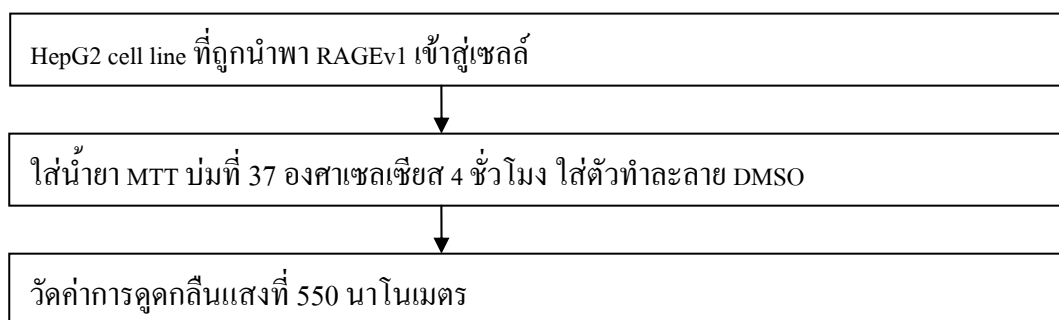 HepG2 cell line ที่ถูกนำพา RAGEv1 เข้าสู่เซลล์
ใส่น้ำยา MTT บ่มที่ 37 องศาเซลเซียส 4 ชั่วโมง ใส่ตัวทำละลาย DMSO
วัดค่าการดูดกลืนแสงที่ 550 นาโนเมตร